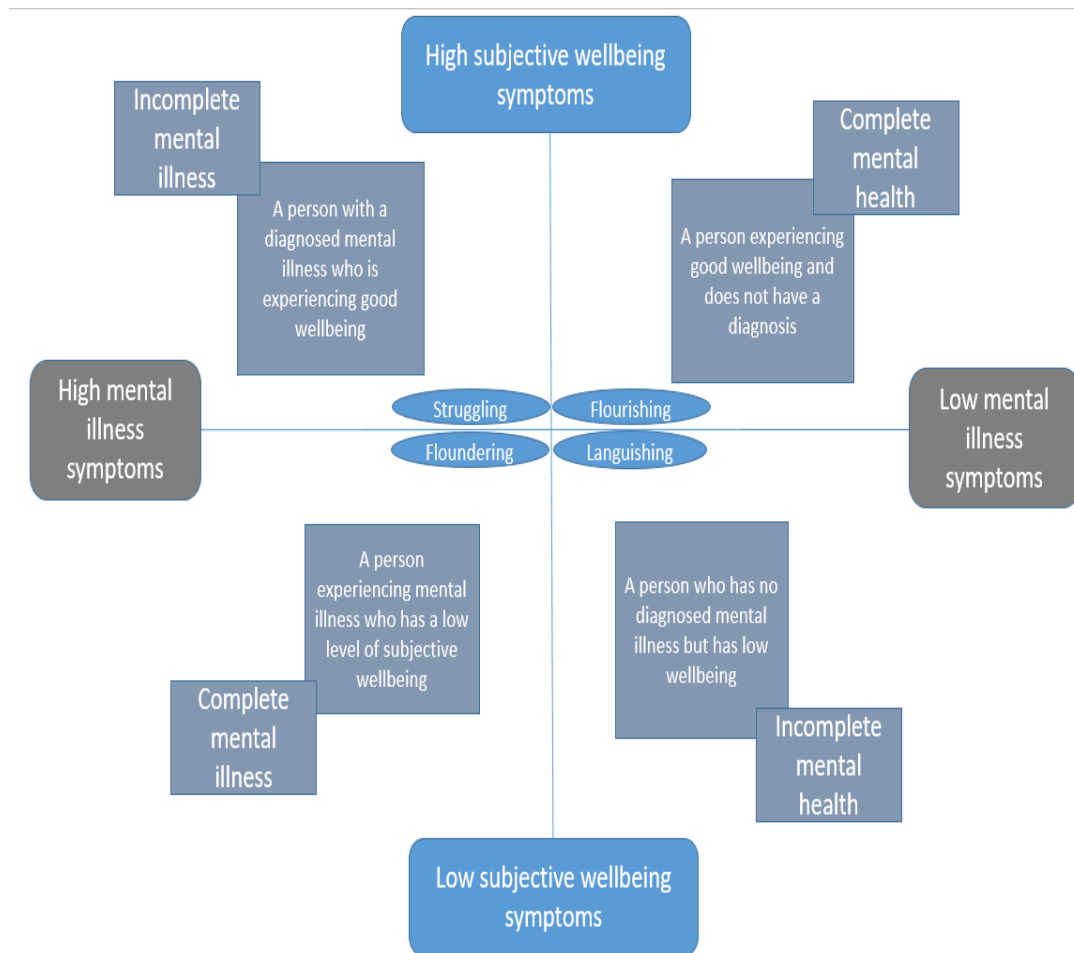 High subjective wellbeing
symptoms
Incomplete
mental
illness
A person with a
diagnosed mental
illness who is
experiencing good
wellbeing
Complete
mental
health
A person experiencing
good wellbeing and
does not have a
diagnosis
High mental
illness
symptoms
Struggling
Flourishing
Floundering
Languishing
Low mental
illness
symptoms
A person
experiencing mental
illness who has a low
level of subjective
wellbeing
Complete
mental
illness
A person who has no
diagnosed mental
illness but has low
wellbeing
Incomplete
mental
health
Low subjective wellbeing
symptoms